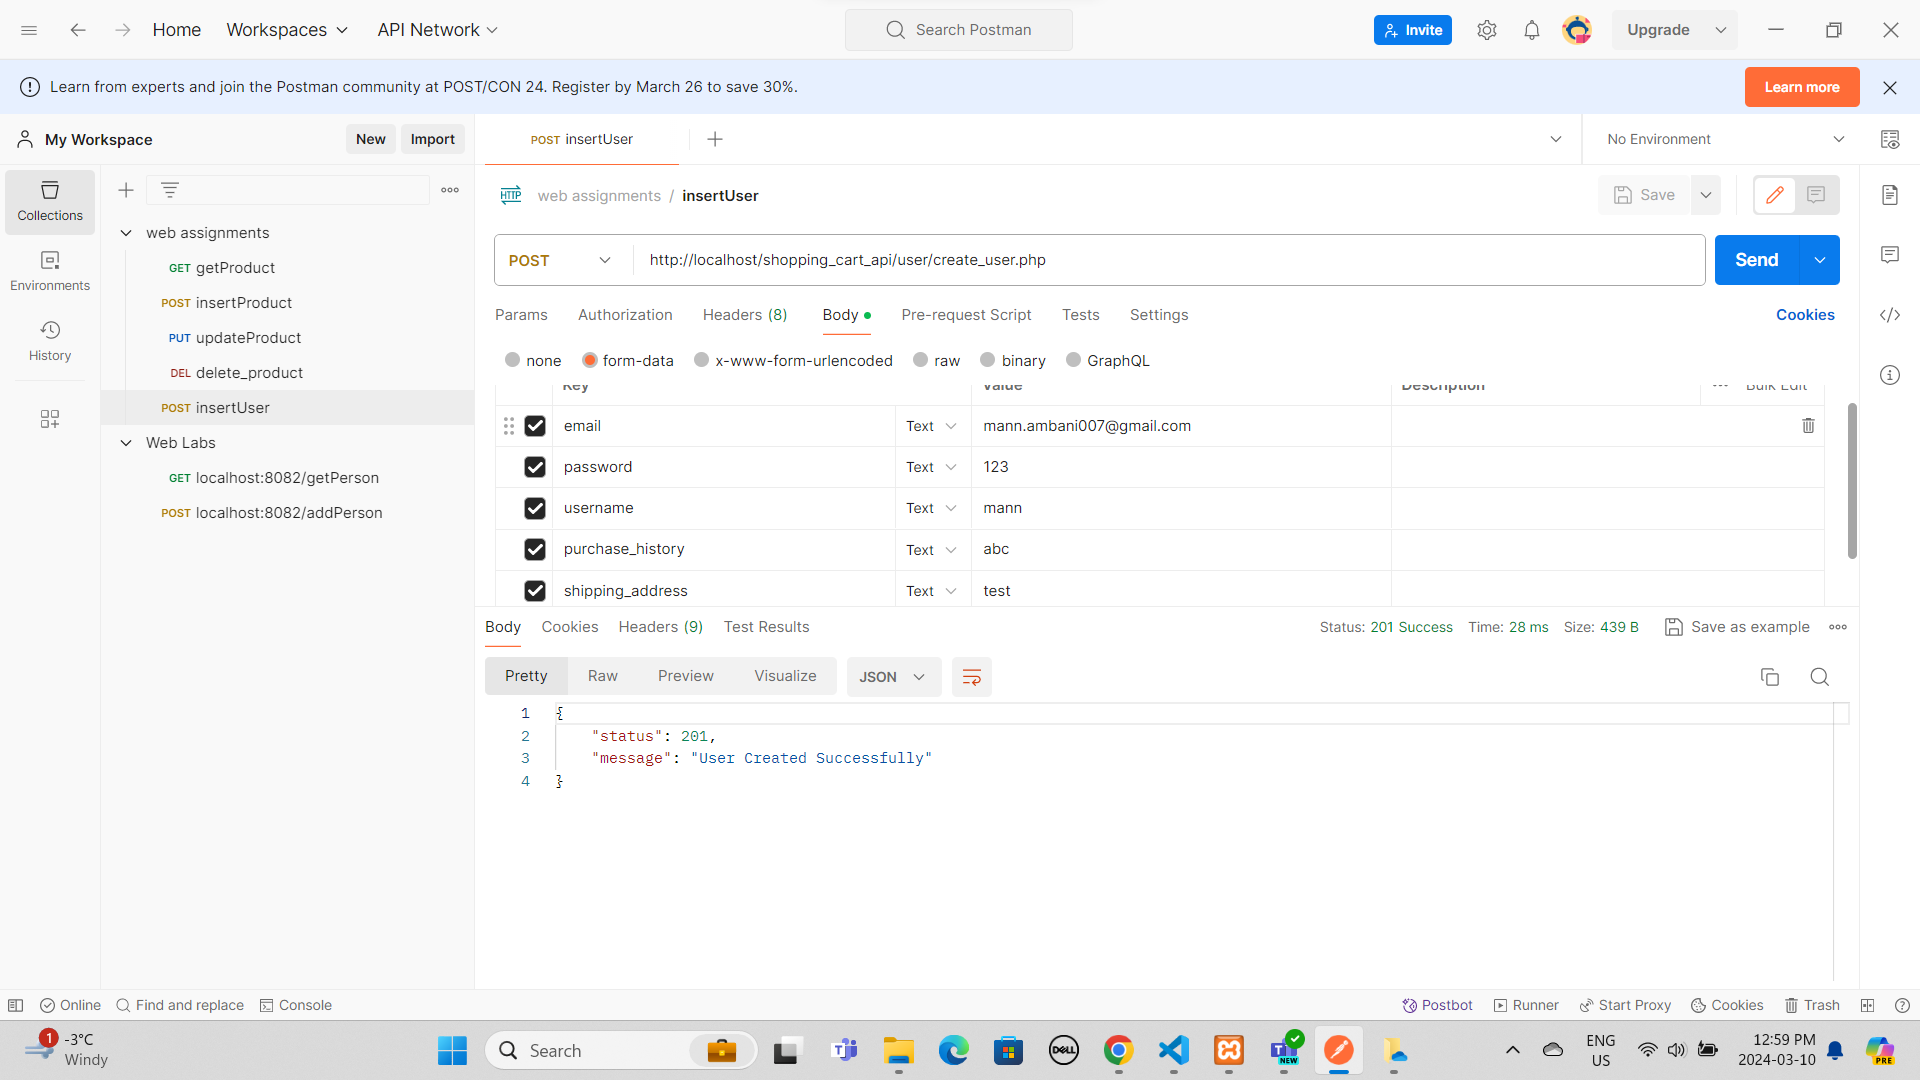 Home Workspaces API Network Search Postman Invite Upgrade
Learn from experts and join the Postman community at POST/CON 24. Register by March 26 to save 30%. Learn more
My Workspace New Import POST insertUser No Environment
Collections
Environments
History
web assignments
GET getProduct
POST insertProduct
PUT updateProduct
DEL delete_product
POST insertUser
Web Labs
GET localhost:8082/getPerson
POST localhost:8082/addPerson
HTTP web assignments / insertUser Save
POST http://localhost/shopping_cart_api/user/create_user.php Send
Params Authorization Headers (8) Body Pre-request Script Tests Settings Cookies
none form-data x-www-form-urlencoded raw binary GraphQL
Key Value Description Bulk Edit
email Text mann.ambani007@gmail.com
password Text 123
username Text mann
purchase_history Text abc
shipping_address Text test
Body Cookies Headers (9) Test Results Status: 201 Success Time: 28 ms Size: 439 B Save as example
Pretty Raw Preview Visualize JSON
1 {
2 "status": 201,
3 "message": "User Created Successfully"
4 }
Online Find and replace Console Postbot Runner Start Proxy Cookies Trash
1 -3°C
Windy
Search
DELL
NEW
ENG
US
12:59 PM
2024-03-10
PRE